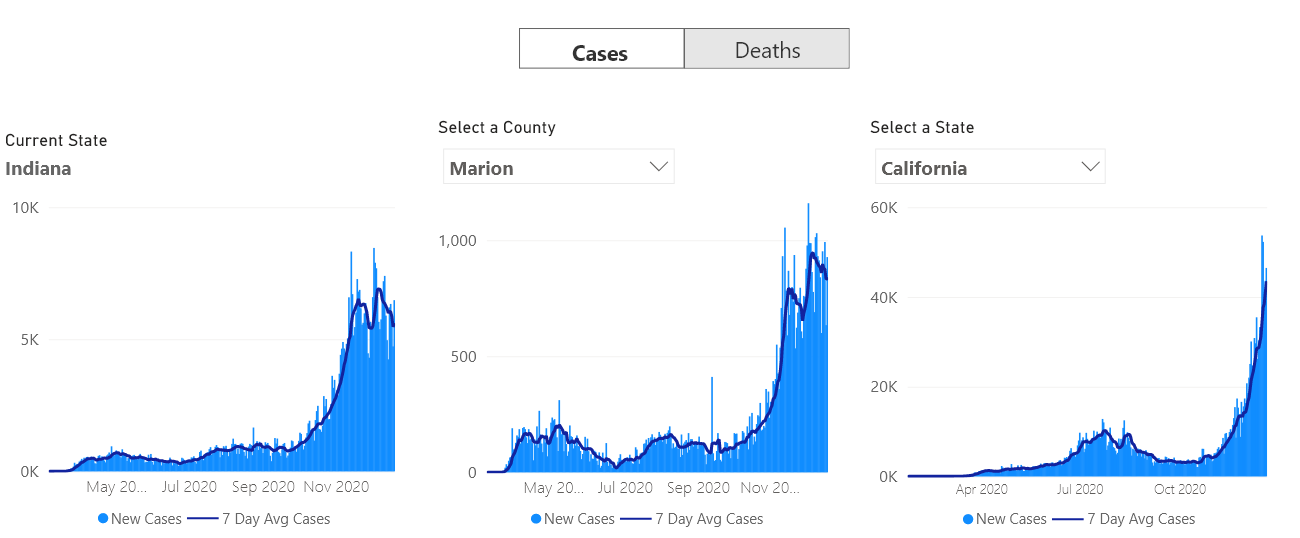 Cases
Deaths
Current State
Indiana
10K
5K
0K
May 20...
Jul 2020
Sep 2020
Nov 2020
New Cases
7 Day Avg Cases
Select a County
Marion
1,000
500
0
May 20...
Jul 2020
Sep 2020
Nov 20...
New Cases
7 Day Avg Cases
Select a State
California
60K
40K
20K
0K
Apr 2020
Jul 2020
Oct 2020
New Cases
7 Day Avg Cases